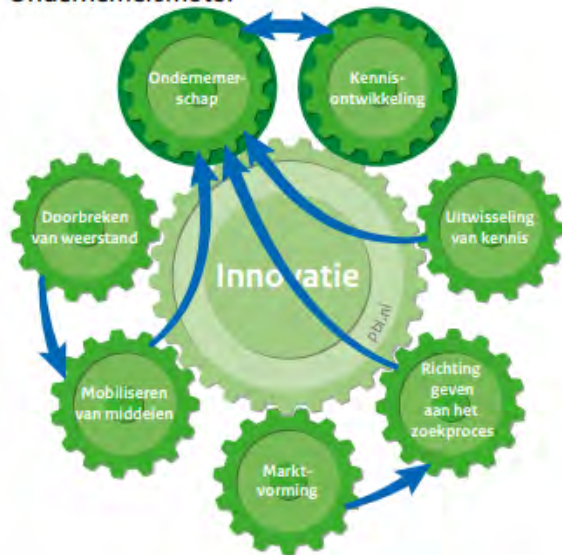 Ondernemersmotor
Ondernemer-
schap
Kennis-
ontwikkeling
Doorbreken
van weerstand
Uitwisseling
van kennis
Innovatie
pbl.nl
Mobiliseren
van middelen
Richting
geven
aan het
zoekproces
Markt-
vorming